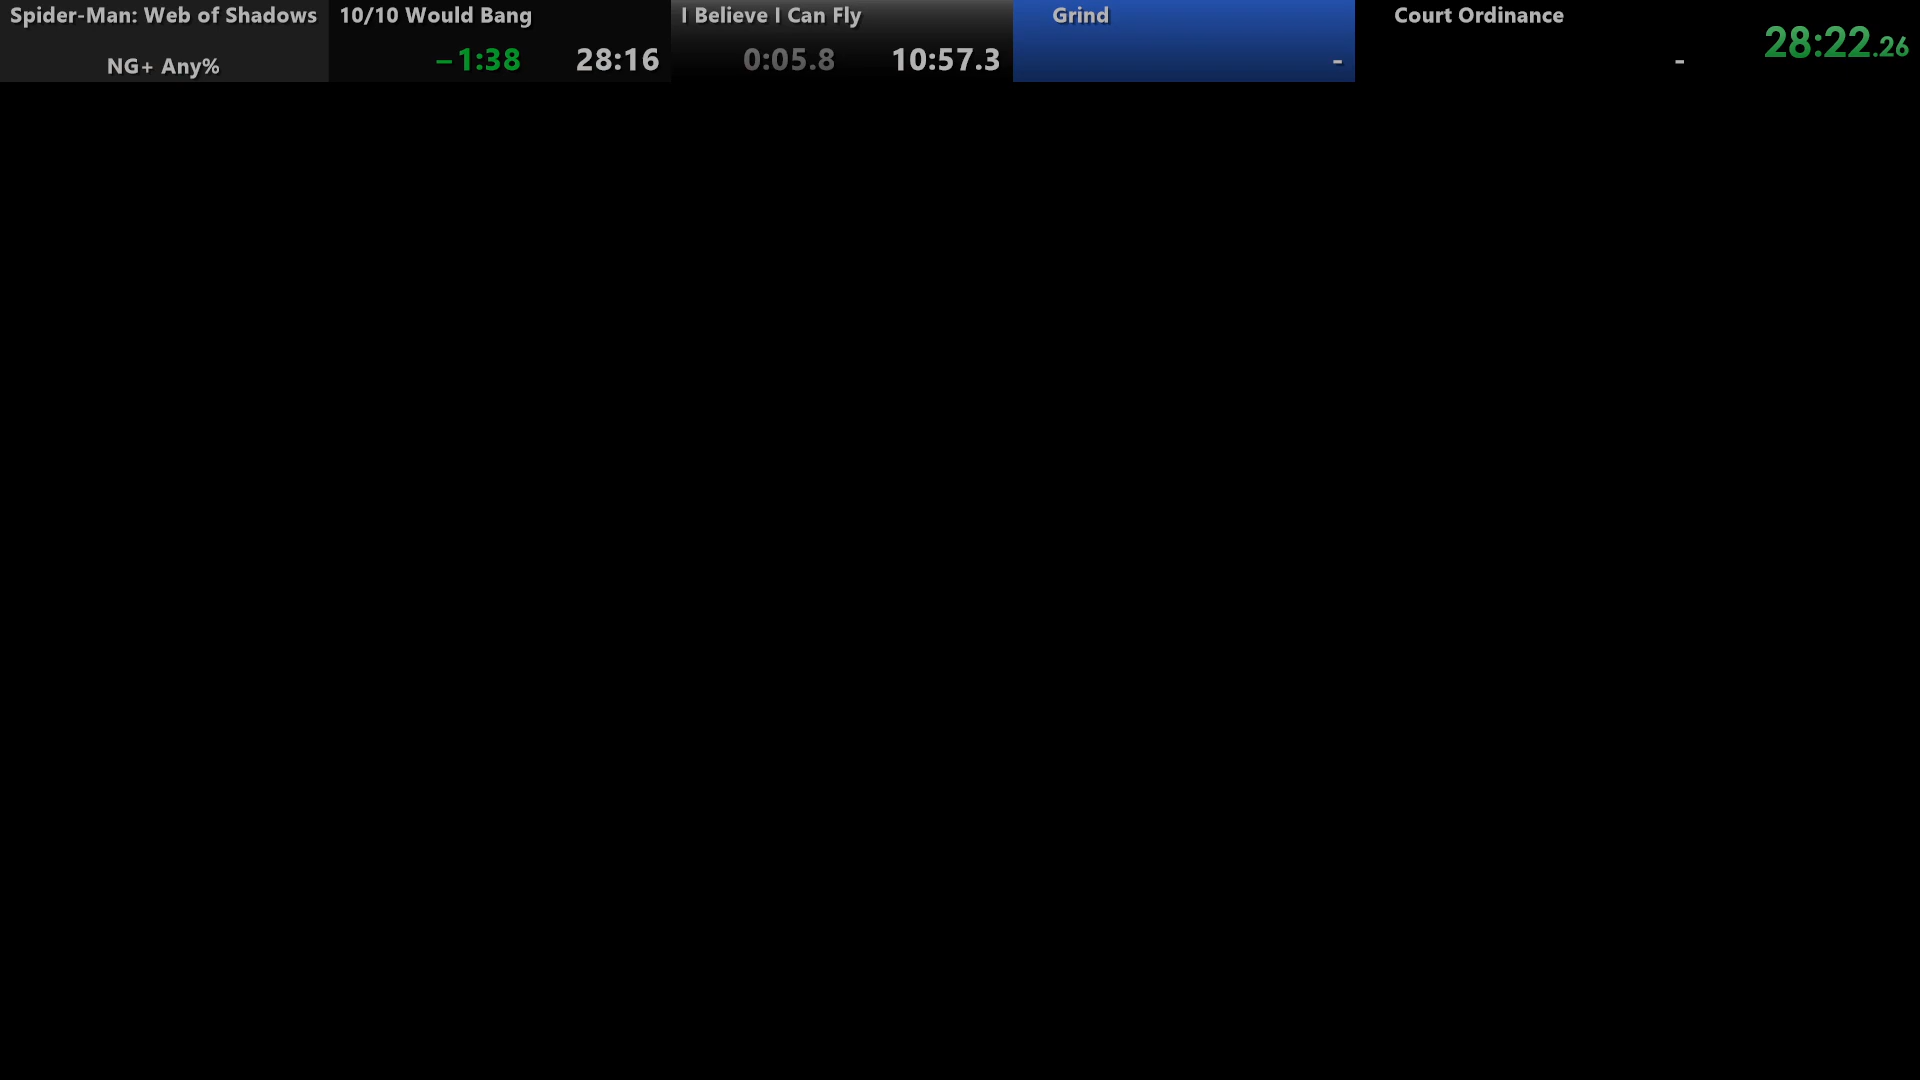 Spider-Man: Web of Shadows
NG+ Any%
10/10 Would Bang
−1:38 28:16
I Believe I Can Fly
0:05.8 10:57.3
Grind
-
Court Ordinance
-
28:22.26